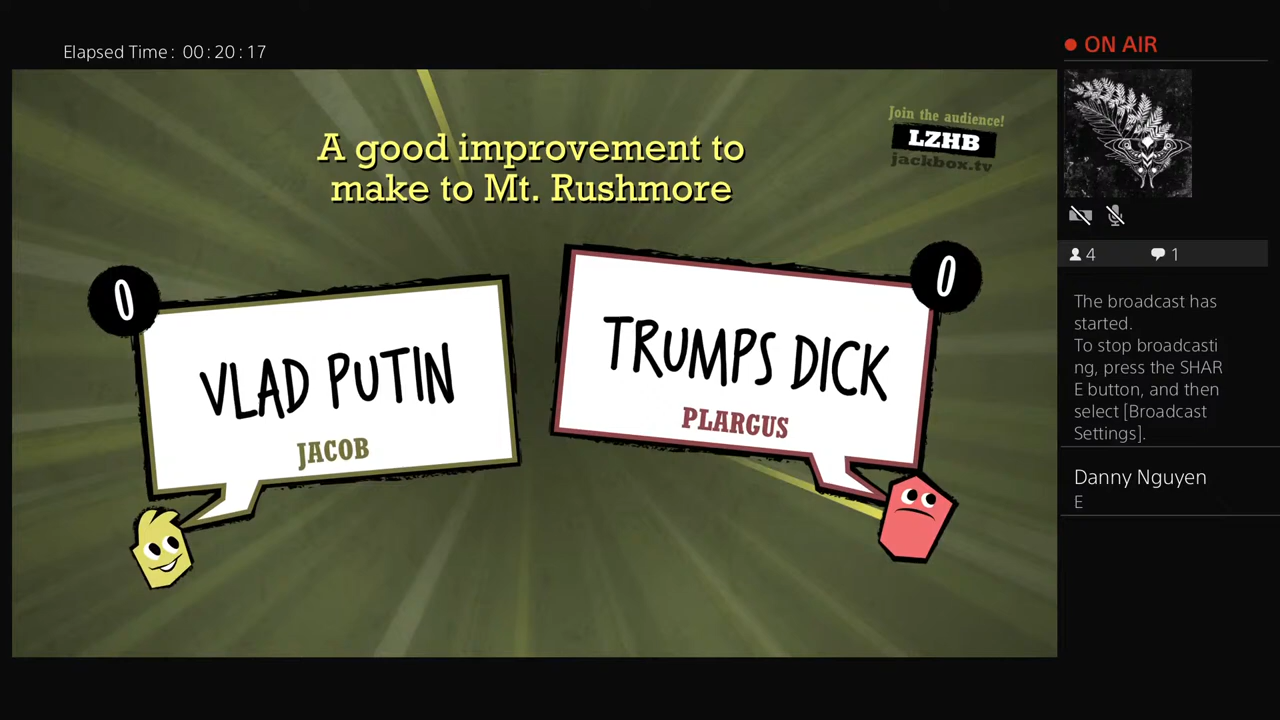 Elapsed Time: 00:20:17
ON AIR
A good improvement to
make to Mt. Rushmore
Join the audience!
LZHB
jackbox.tv
0
VLAD PUTIN
JACOB
0
TRUMPS DICK
PLARGUS
4
1
The broadcast has
started.
To stop broadcasti
ng, press the SHAR
E button, and then
select [Broadcast
Settings].
Danny Nguyen
E